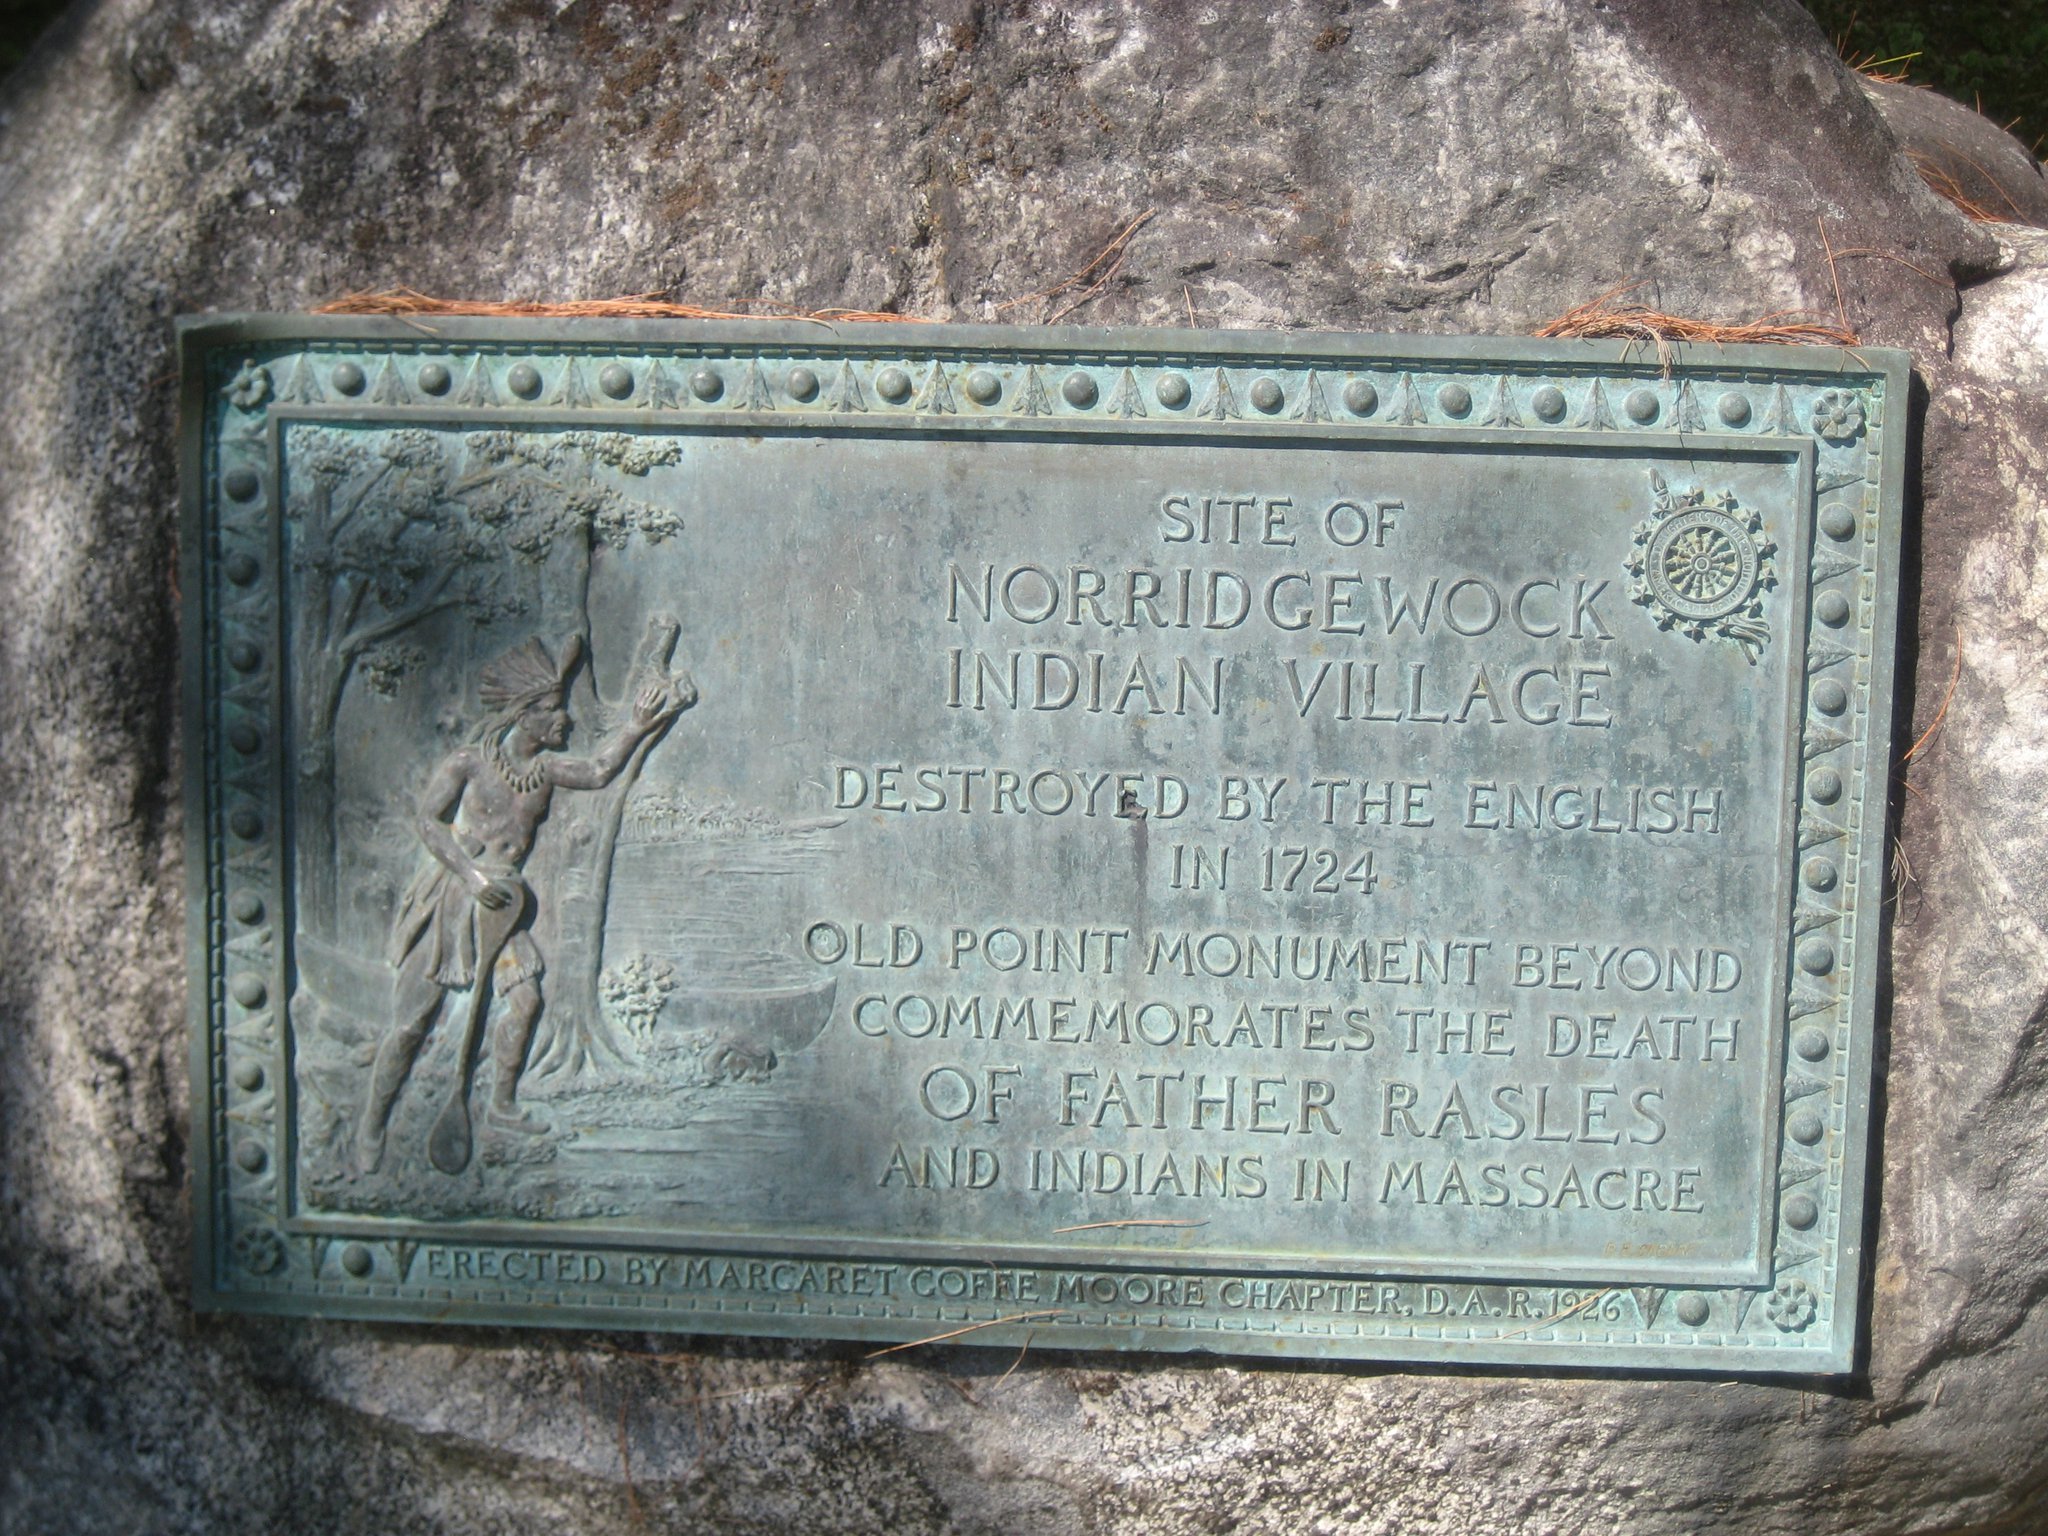 SITE OF
NORRIDGEWOCK
INDIAN VILLAGE
DESTROYED BY THE ENGLISH
IN 1724
OLD POINT MONUMENT BEYOND
COMMEMORATES THE DEATH
OF FATHER RASLES
AND INDIANS IN MASSACRE
ERECTED BY MARGARET GOFFE MOORE CHAPTER, D.A.R. 1926